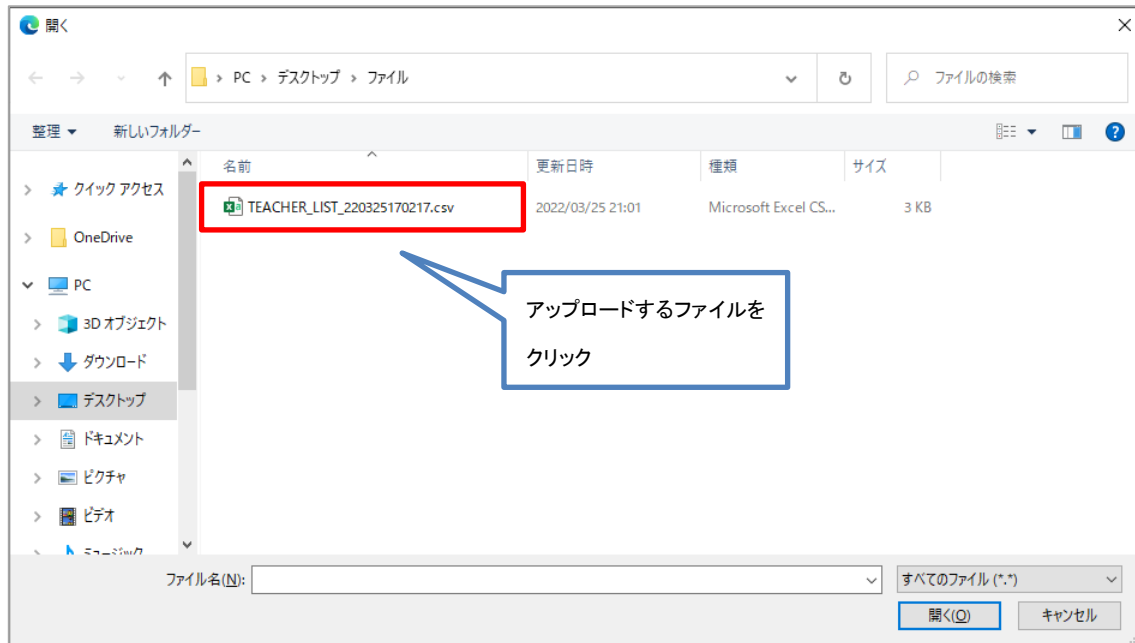 開く
PC › デスクトップ › ファイル
ファイルの検索
整理
新しいフォルダー
名前 更新日時 種類 サイズ
クイック アクセス
TEACHER_LIST_220325170217.csv 2022/03/25 21:01 Microsoft Excel CS... 3 KB
OneDrive
PC
アップロードするファイルを
クリック
3D オブジェクト
ダウンロード
デスクトップ
ドキュメント
ピクチャ
ビデオ
ファイル名(N):
すべてのファイル (*.*)
開く(O)
キャンセル